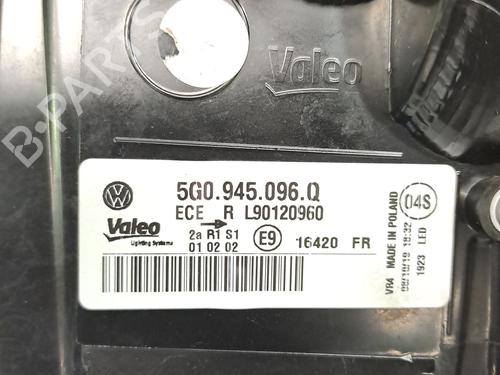 B-PARTS
Valeo
5G0.945.096.Q
ECE R L90120960
Valeo
Lighting Systems
2a R1 S1
01 02 02
E9
16420 FR
04S
VR4 MADE IN POLAND
1923 LED